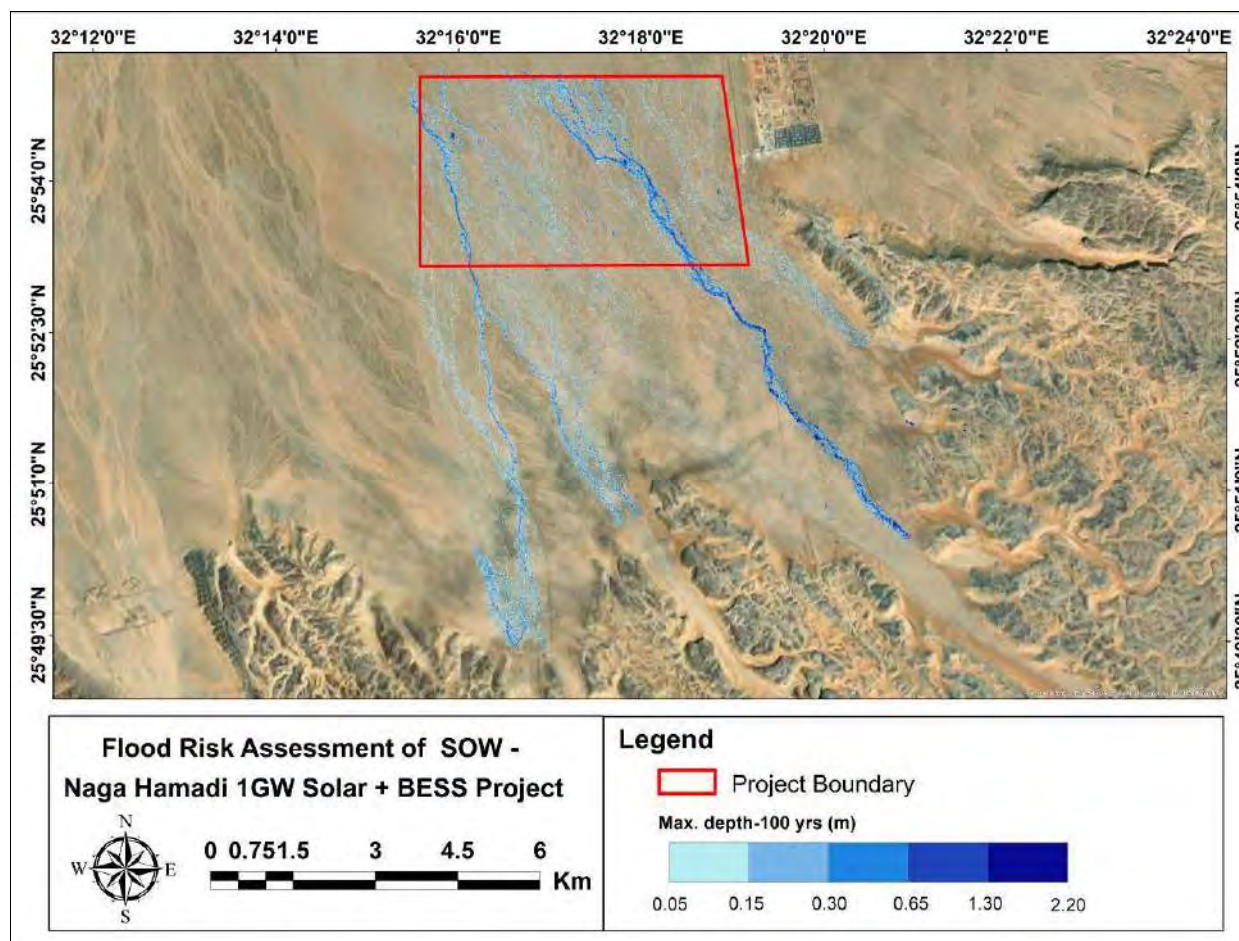 32°12'0"E 32°14'0"E 32°16'0"E 32°18'0"E 32°20'0"E 32°22'0"E 32°24'0"E
25°54'0"N
25°52'30"N
25°51'0"N
25°49'30"N
Flood Risk Assessment of SOW -
Naga Hamadi 1GW Solar + BESS Project
N
W E
S
0 0.75 1.5 3 4.5 6
Km
Legend
Project Boundary
Max. depth-100 yrs (m)
0.05 0.15 0.30 0.65 1.30 2.20